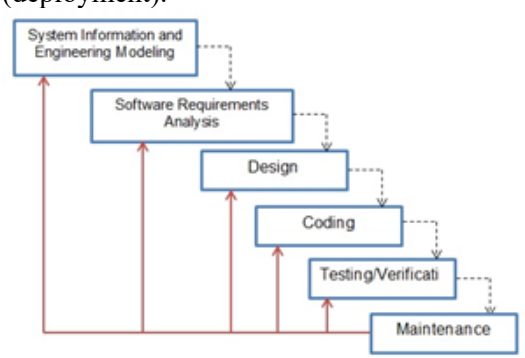 (deployment).
System Information and
Engineering Modeling
Software Requirements
Analysis
Design
Coding
Testing/Verificati
Maintenance